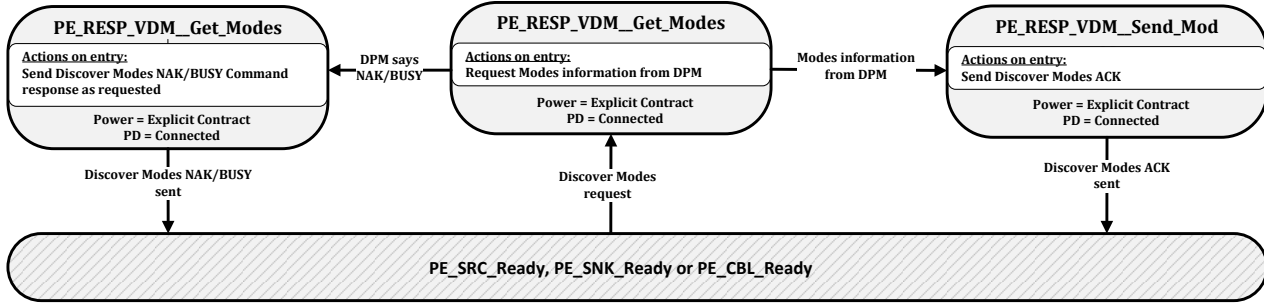 PE_RESP_VDM_Get_Modes
Actions on entry:
Send Discover Modes NAK/BUSY Command
response as requested
Power = Explicit Contract
PD = Connected
DPM says
NAK/BUSY
PE_RESP_VDM_Get_Modes
Actions on entry:
Request Modes information from DPM
Power = Explicit Contract
PD = Connected
Modes information
from DPM
PE_RESP_VDM_Send_Mod
Actions on entry:
Send Discover Modes ACK
Power = Explicit Contract
PD = Connected
Discover Modes NAK/BUSY
sent
Discover Modes
request
Discover Modes ACK
sent
PE_SRC_Ready, PE_SNK_Ready or PE_CBL_Ready